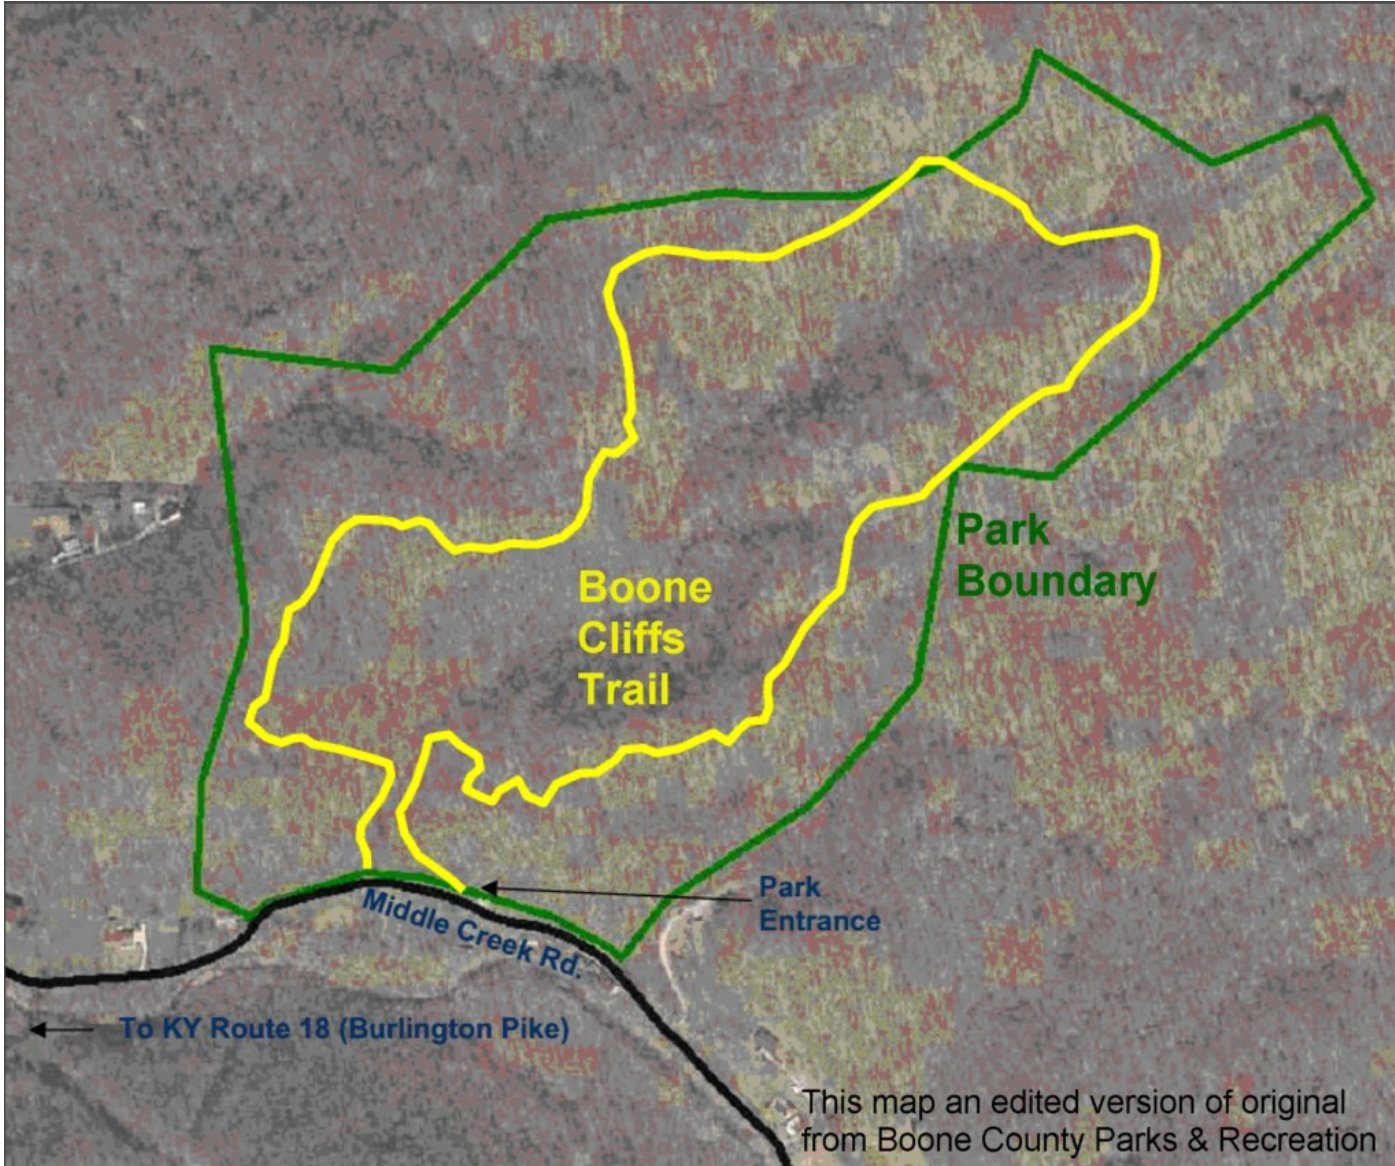 Park
Boundary
Boone
Cliffs
Trail
Park
Entrance
Middle Creek Rd.
To KY Route 18 (Burlington Pike)
This map an edited version of original
from Boone County Parks & Recreation